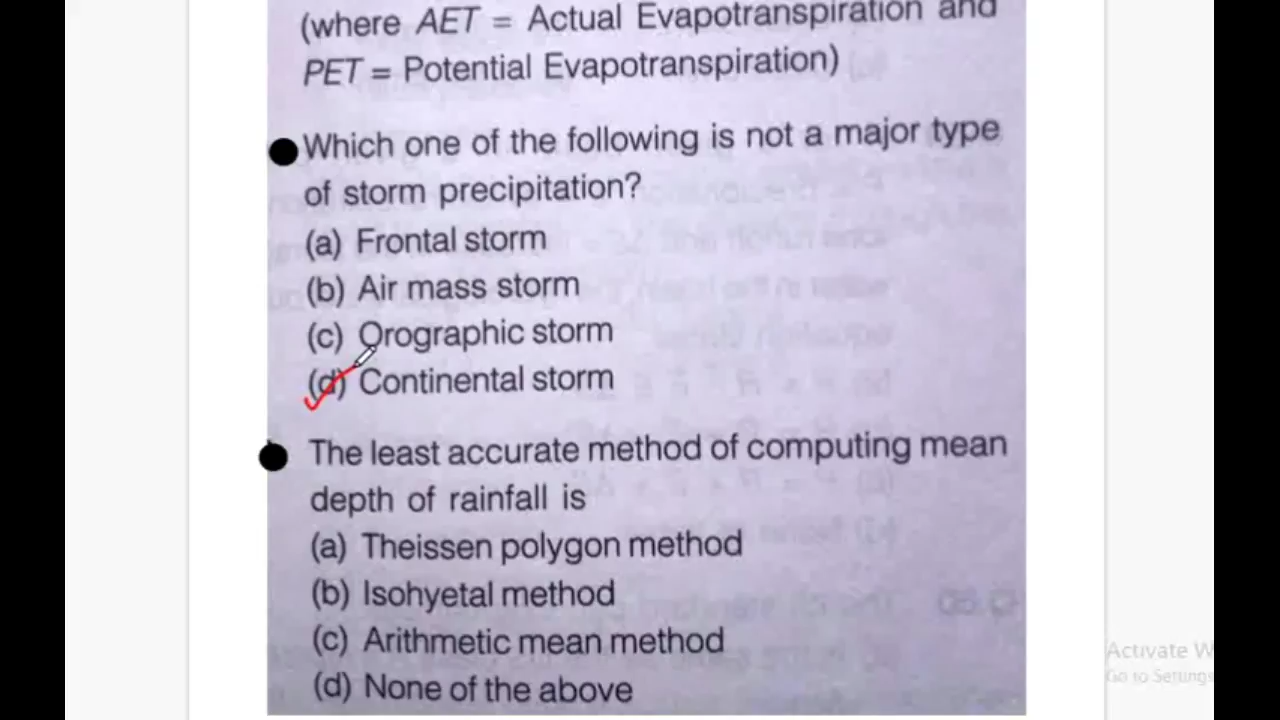 (where AET = Actual Evapotranspiration and
PET = Potential Evapotranspiration)
Which one of the following is not a major type
of storm precipitation?
(a) Frontal storm
(b) Air mass storm
(c) Orographic storm
(d) Continental storm
The least accurate method of computing mean
depth of rainfall is
(a) Theissen polygon method
(b) Isohyetal method
(c) Arithmetic mean method
(d) None of the above
Activate W
Go to Settings